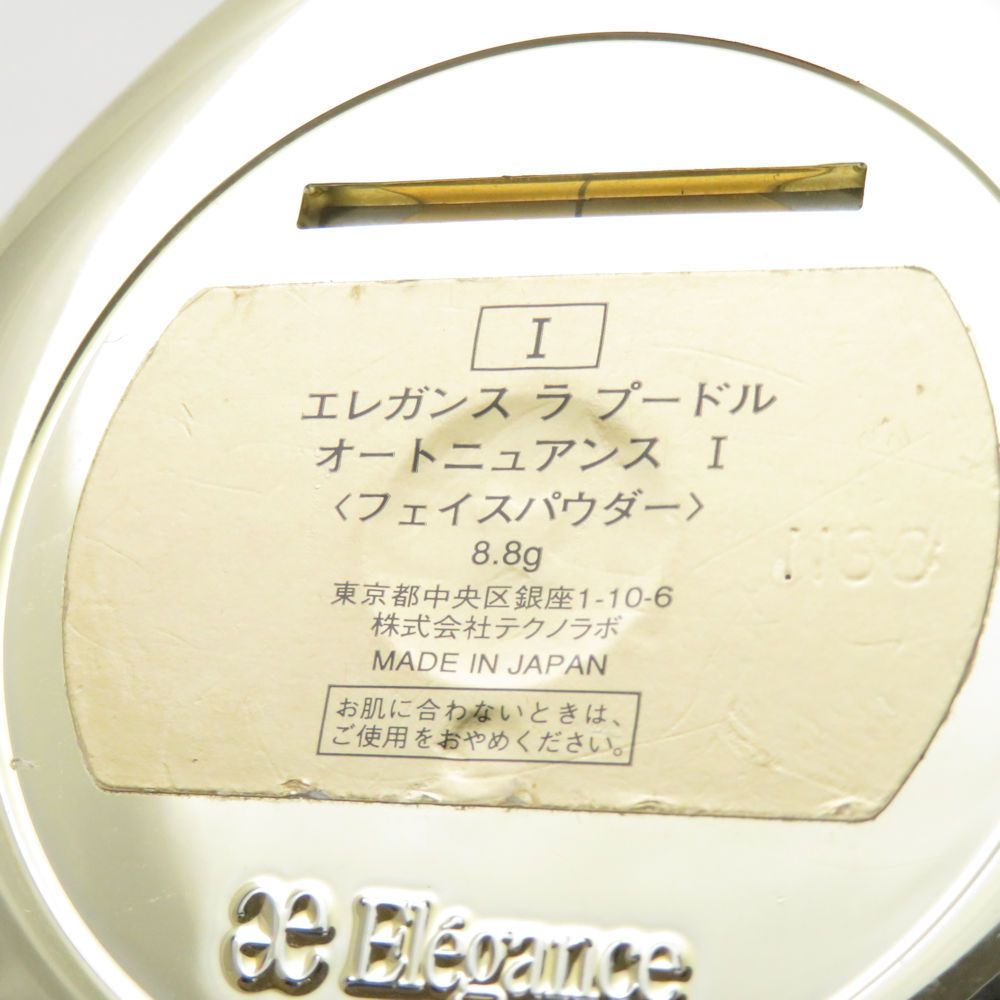 I
エレガンス ラ プードル
オートニュアンス I
〈フェイスパウダー〉
8.8g
東京都中央区銀座1-10-6
株式会社テクノラボ
MADE IN JAPAN
お肌に合わないときは、
ご使用をおやめください。
æ Elégance